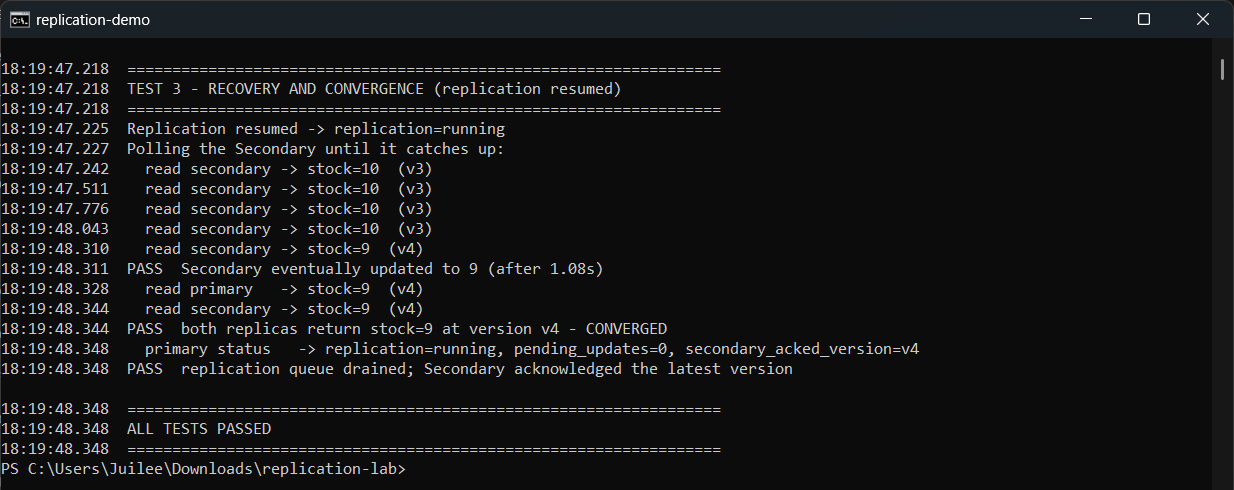 replication-demo
18:19:47.218  ==================================================================
18:19:47.218  TEST 3 - RECOVERY AND CONVERGENCE (replication resumed)
18:19:47.218  ==================================================================
18:19:47.225  Replication resumed -> replication=running
18:19:47.227  Polling the Secondary until it catches up:
18:19:47.242    read secondary -> stock=10  (v3)
18:19:47.511    read secondary -> stock=10  (v3)
18:19:47.776    read secondary -> stock=10  (v3)
18:19:48.043    read secondary -> stock=10  (v3)
18:19:48.310    read secondary -> stock=9  (v4)
18:19:48.311  PASS  Secondary eventually updated to 9 (after 1.08s)
18:19:48.328    read primary   -> stock=9  (v4)
18:19:48.344    read secondary -> stock=9  (v4)
18:19:48.344  PASS  both replicas return stock=9 at version v4 - CONVERGED
18:19:48.348    primary status   -> replication=running, pending_updates=0, secondary_acked_version=v4
18:19:48.348  PASS  replication queue drained; Secondary acknowledged the latest version
18:19:48.348  ==================================================================
18:19:48.348  ALL TESTS PASSED
18:19:48.348  ==================================================================
PS C:\Users\Juilee\Downloads\replication-lab>